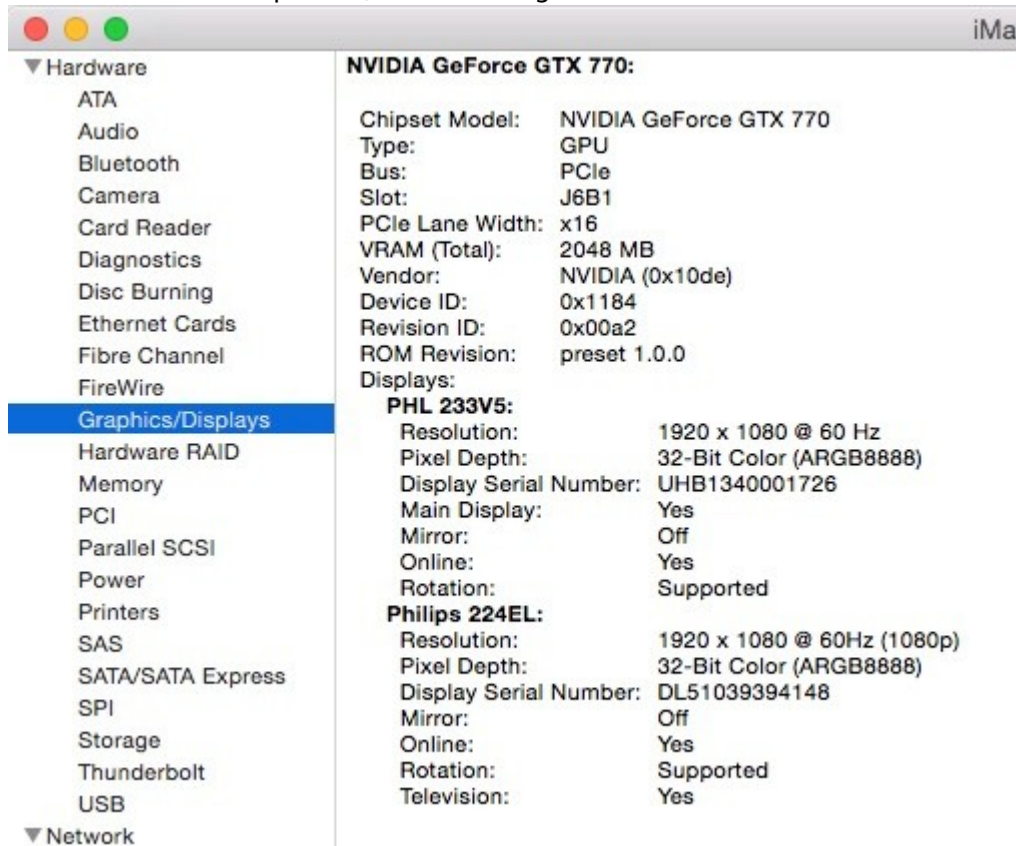 iMa
▼Hardware
ATA
Audio
Bluetooth
Camera
Card Reader
Diagnostics
Disc Burning
Ethernet Cards
Fibre Channel
FireWire
Graphics/Displays
Hardware RAID
Memory
PCI
Parallel SCSI
Power
Printers
SAS
SATA/SATA Express
SPI
Storage
Thunderbolt
USB
▼Network
NVIDIA GeForce GTX 770:
Chipset Model: NVIDIA GeForce GTX 770
Type: GPU
Bus: PCIe
Slot: J6B1
PCIe Lane Width: x16
VRAM (Total): 2048 MB
Vendor: NVIDIA (0x10de)
Device ID: 0x1184
Revision ID: 0x00a2
ROM Revision: preset 1.0.0
Displays:
PHL 233V5:
Resolution: 1920 x 1080 @ 60 Hz
Pixel Depth: 32-Bit Color (ARGB8888)
Display Serial Number: UHB1340001726
Main Display: Yes
Mirror: Off
Online: Yes
Rotation: Supported
Philips 224EL:
Resolution: 1920 x 1080 @ 60Hz (1080p)
Pixel Depth: 32-Bit Color (ARGB8888)
Display Serial Number: DL51039394148
Mirror: Off
Online: Yes
Rotation: Supported
Television: Yes